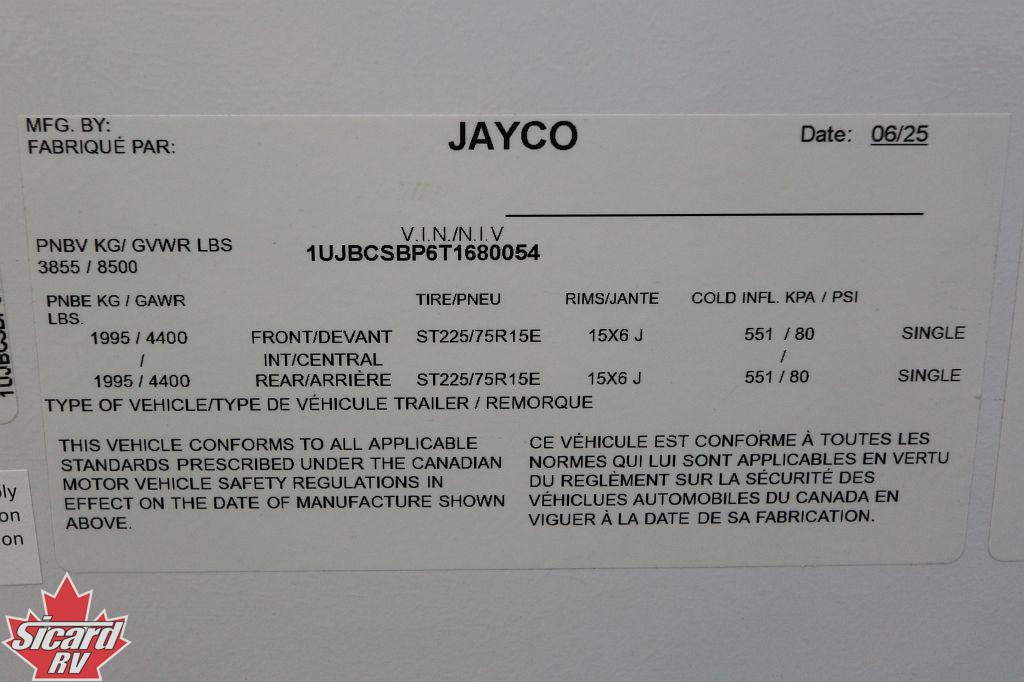 MFG. BY:
FABRIQUÉ PAR:
JAYCO
Date: 06/25
V.I.N./N.I.V
1UJBCSBP6T1680054
PNBV KG/ GVWR LBS
3855 / 8500
PNBE KG / GAWR LBS. TIRE/PNEU RIMS/JANTE COLD INFL. KPA / PSI
1995 / 4400 FRONT/DEVANT ST225/75R15E 15X6 J 551 / 80 SINGLE
/ INT/CENTRAL /
1995 / 4400 REAR/ARRIÈRE ST225/75R15E 15X6 J 551 / 80 SINGLE
TYPE OF VEHICLE/TYPE DE VÉHICULE TRAILER / REMORQUE
THIS VEHICLE CONFORMS TO ALL APPLICABLE
STANDARDS PRESCRIBED UNDER THE CANADIAN
MOTOR VEHICLE SAFETY REGULATIONS IN
EFFECT ON THE DATE OF MANUFACTURE SHOWN
ABOVE.
CE VÉHICULE EST CONFORME À TOUTES LES
NORMES QUI LUI SONT APPLICABLES EN VERTU
DU REGLÈMENT SUR LA SÉCURITÉ DES
VÉHICLUES AUTOMOBILES DU CANADA EN
VIGUER À LA DATE DE SA FABRICATION.
on
on
Sicard
RV